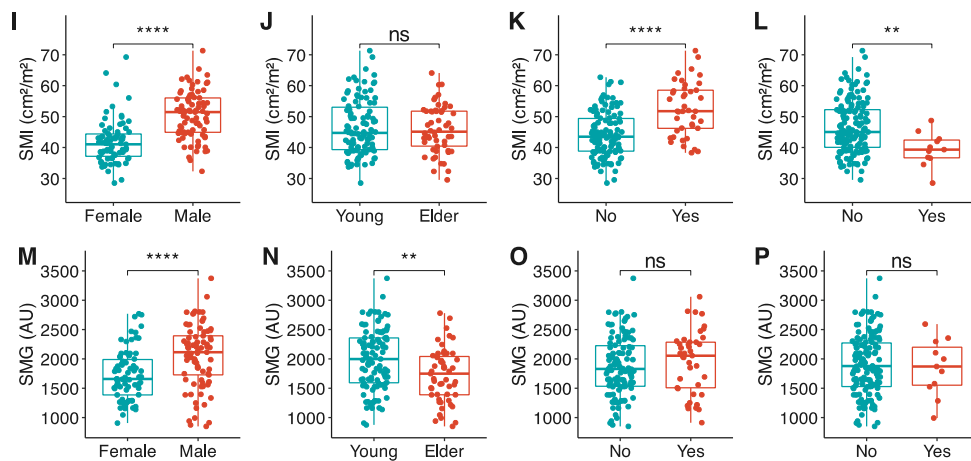 I
SMI (cm²/m²)
70
60
50
40
30
****
Female Male
J
SMI (cm²/m²)
70
60
50
40
30
ns
Young Elder
K
SMI (cm²/m²)
70
60
50
40
30
****
No Yes
L
SMI (cm²/m²)
70
60
50
40
30
**
No Yes
M
SMG (AU)
3500
3000
2500
2000
1500
1000
****
Female Male
N
SMG (AU)
3500
3000
2500
2000
1500
1000
**
Young Elder
O
SMG (AU)
3500
3000
2500
2000
1500
1000
ns
No Yes
P
SMG (AU)
3500
3000
2500
2000
1500
1000
ns
No Yes